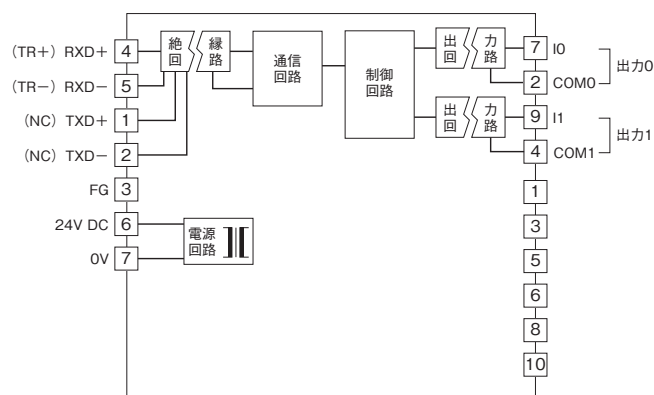 (TR+) RXD+ 4
(TR−) RXD− 5
(NC) TXD+ 1
(NC) TXD− 2
FG 3
24V DC 6
0V 7
絶 縁
回 路
通信
回路
制御
回路
電源
回路
出 力
回 路
7 I0
2 COM0
出力0
出 力
回 路
9 I1
4 COM1
出力1
1
3
5
6
8
10